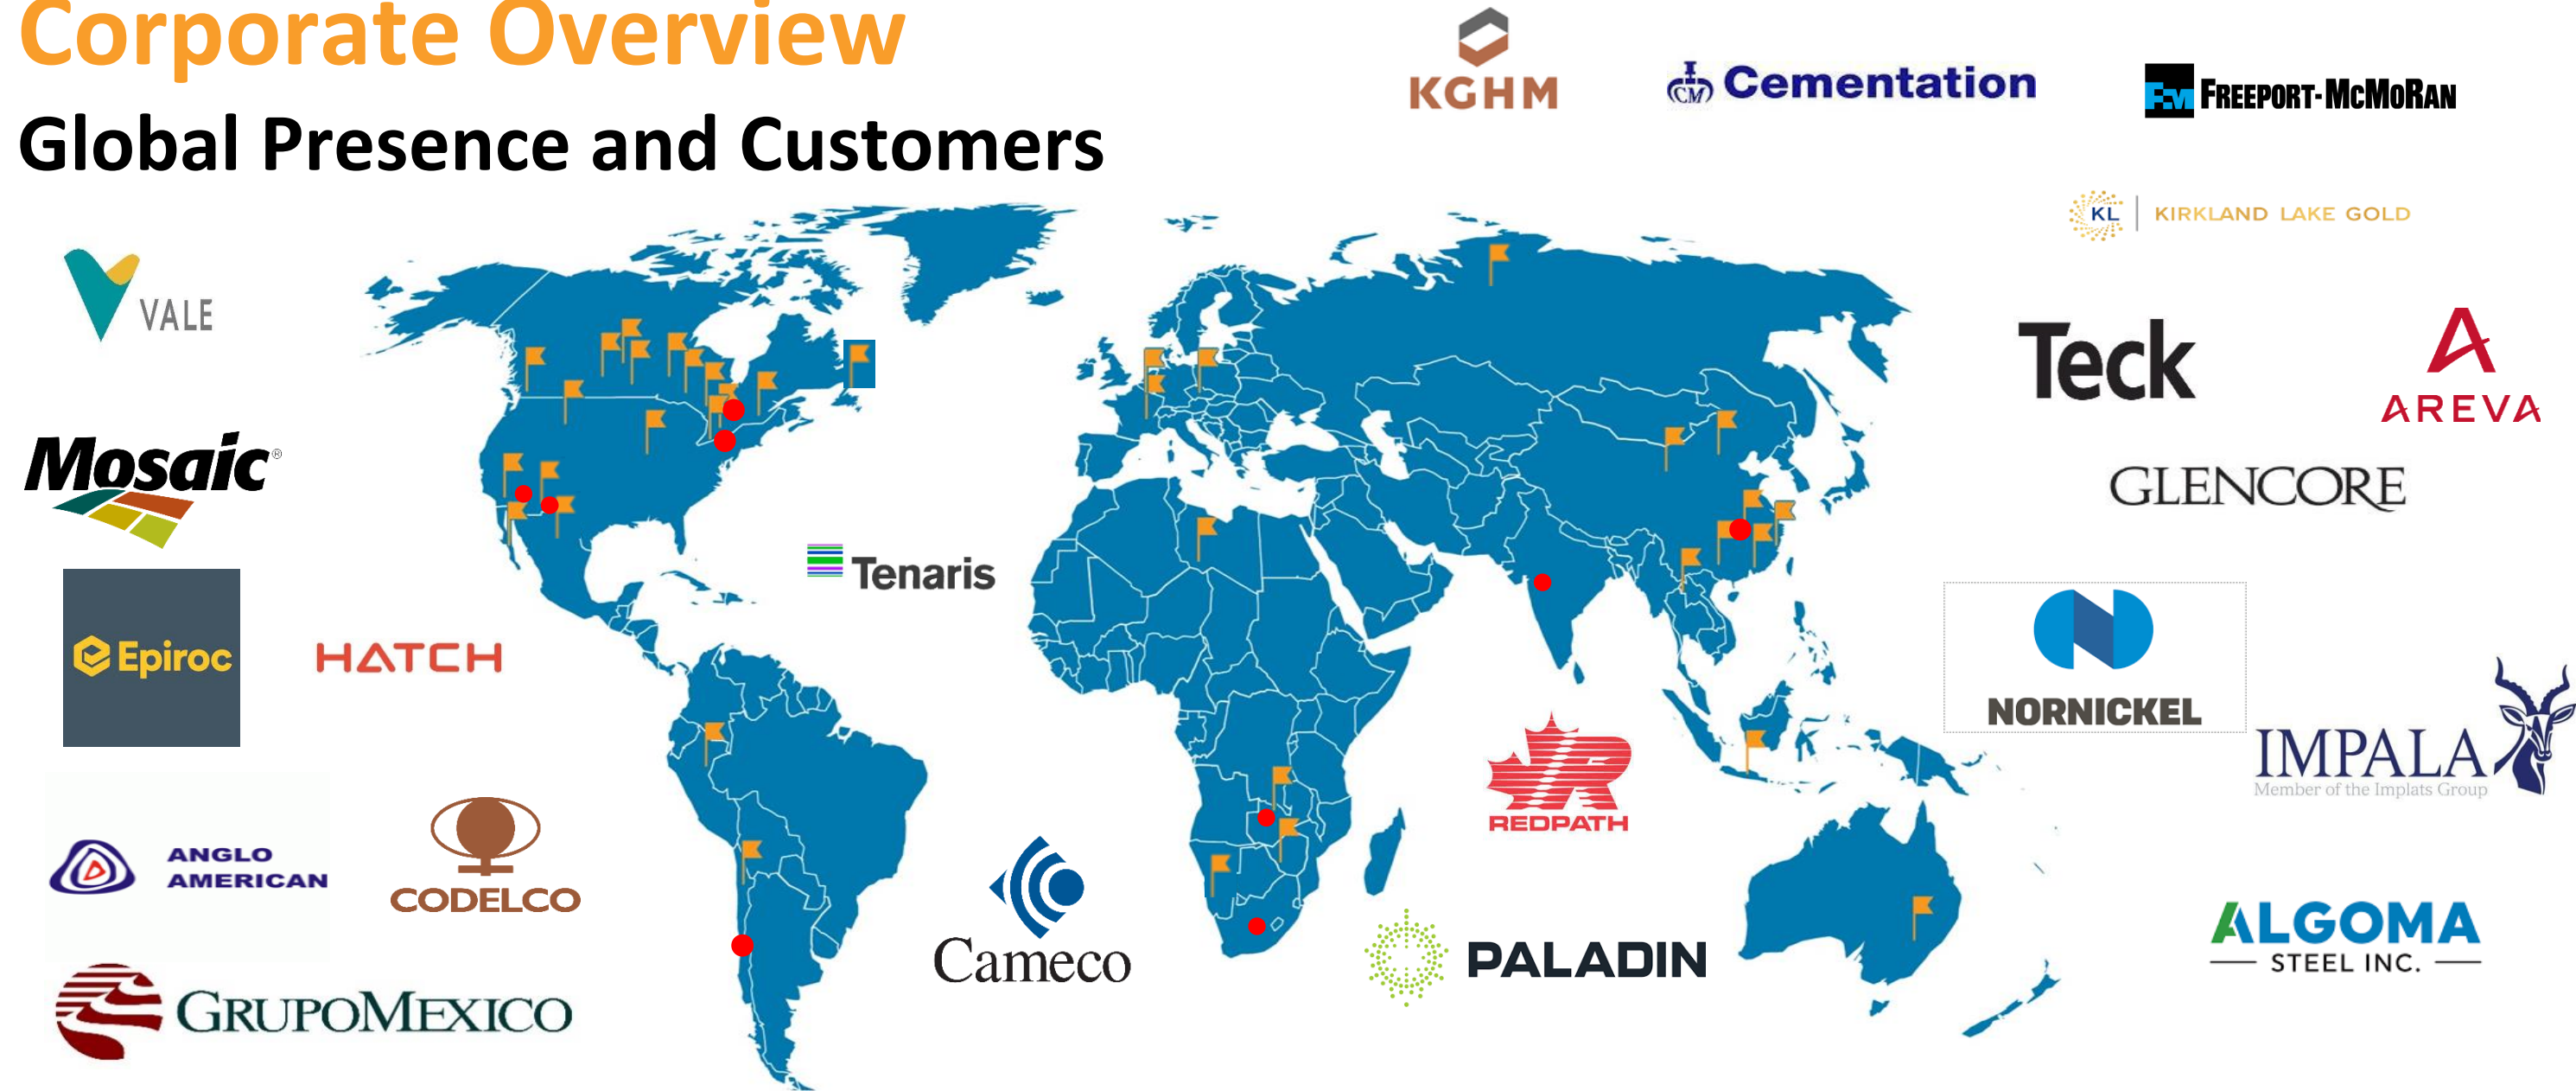 Corporate Overview
Global Presence and Customers
KGHM
CM Cementation
FM FREEPORT-MCMORAN
KL KIRKLAND LAKE GOLD
VALE
Teck
AREVA
Mosaic®
GLENCORE
Tenaris
Epiroc
HATCH
NORNICKEL
IMPALA
Member of the Implats Group
REDPATH
ANGLO
AMERICAN
CODELCO
Cameco
PALADIN
ALGOMA
STEEL INC.
GRUPOMEXICO